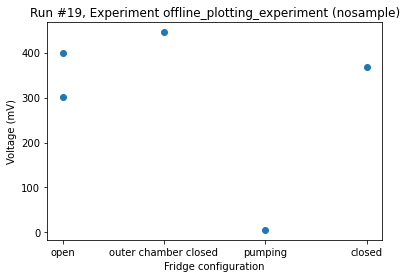 Run #19, Experiment offline_plotting_experiment (nosample)
Voltage (mV)
400
300
200
100
0
open outer chamber closed pumping closed
Fridge configuration